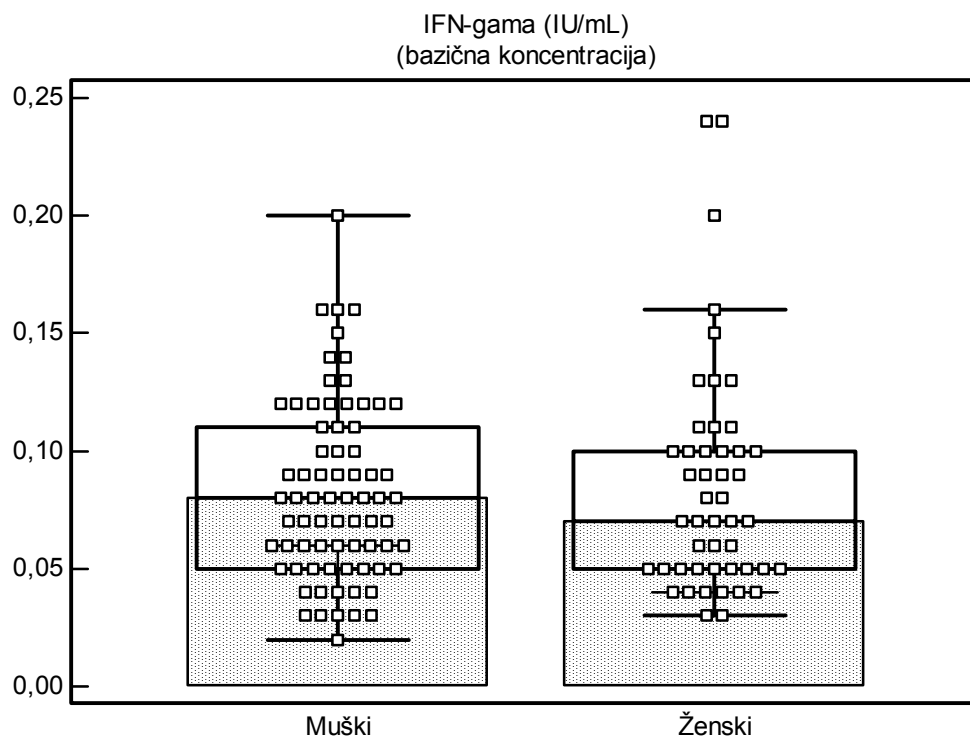 IFN-gama (IU/mL)
(bazična koncentracija)
0,25
0,20
0,15
0,10
0,05
0,00
Muški
Ženski